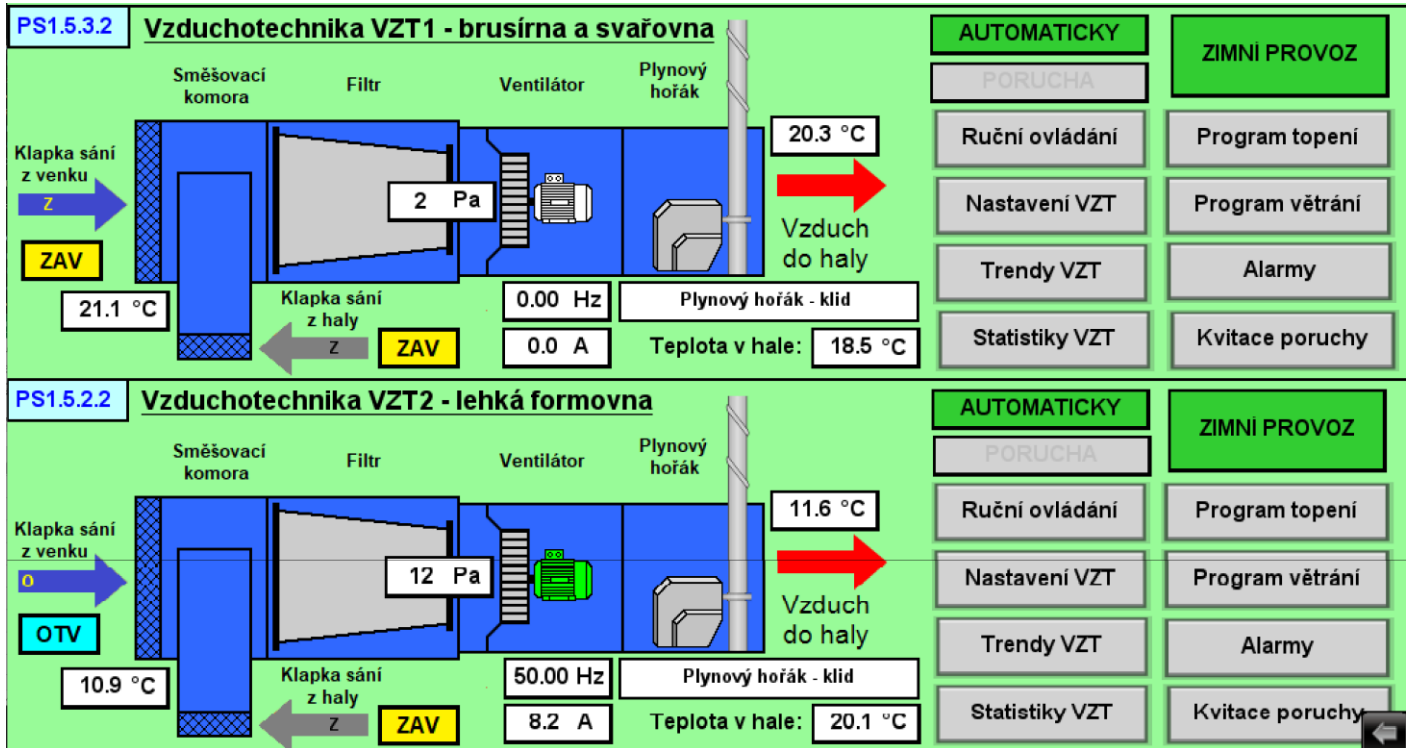 PS1.5.3.2
Vzduchotechnika VZT1 - brusírna a svařovna
AUTOMATICKY
ZIMNÍ PROVOZ
PORUCHA
Směšovací
komora
Filtr
Ventilátor
Plynový
hořák
Klapka sání
z venku
Z
ZAV
21.1 °C
2 Pa
20.3 °C
Vzduch
do haly
Klapka sání
z haly
Z
ZAV
0.00 Hz
0.0 A
Plynový hořák - klid
Teplota v hale:
18.5 °C
Ruční ovládání
Program topení
Nastavení VZT
Program větrání
Trendy VZT
Alarmy
Statistiky VZT
Kvitace poruchy
PS1.5.2.2
Vzduchotechnika VZT2 - lehká formovna
AUTOMATICKY
ZIMNÍ PROVOZ
PORUCHA
Směšovací
komora
Filtr
Ventilátor
Plynový
hořák
Klapka sání
z venku
O
OTV
10.9 °C
12 Pa
11.6 °C
Vzduch
do haly
Klapka sání
z haly
Z
ZAV
50.00 Hz
8.2 A
Plynový hořák - klid
Teplota v hale:
20.1 °C
Ruční ovládání
Program topení
Nastavení VZT
Program větrání
Trendy VZT
Alarmy
Statistiky VZT
Kvitace poruchy